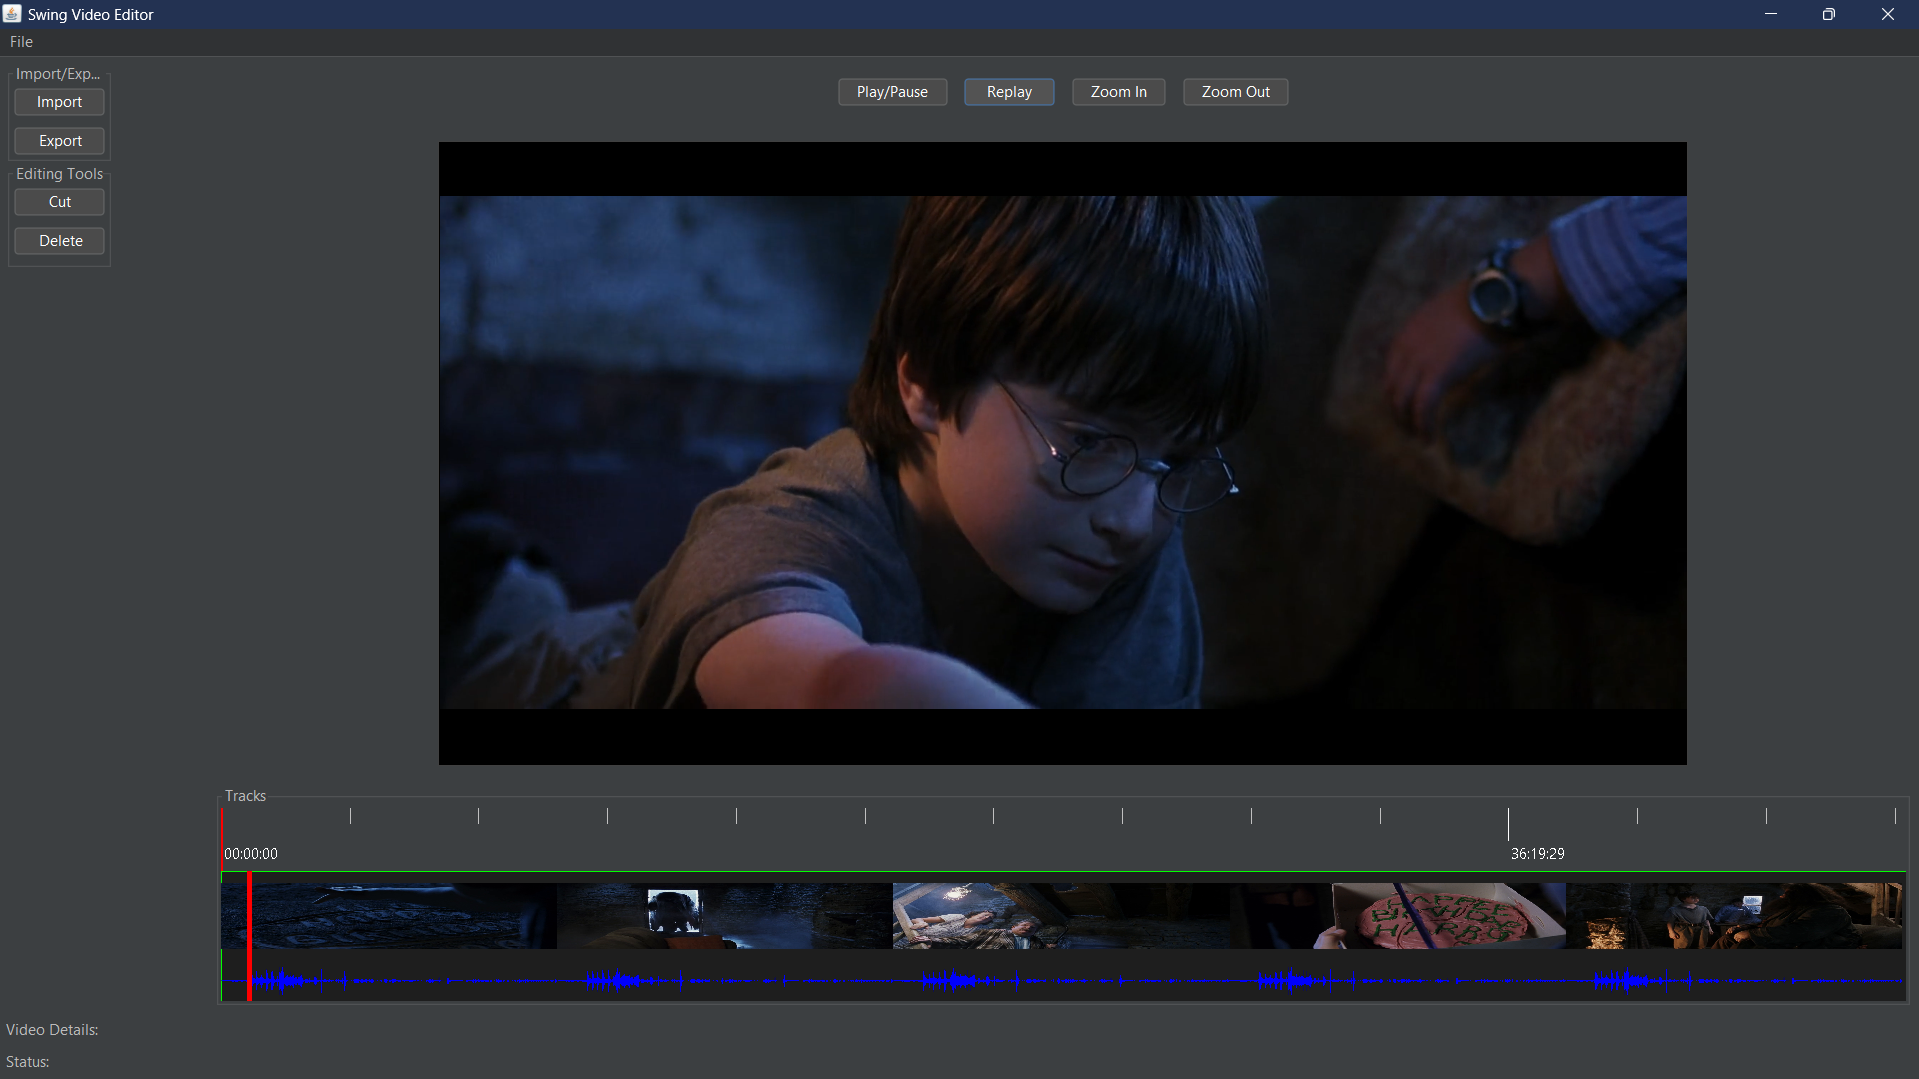 Swing Video Editor
File
Import/Exp...
Import
Export
Editing Tools
Cut
Delete
Play/Pause
Replay
Zoom In
Zoom Out
Tracks
00:00:00
36:19:29
Video Details:
Status: